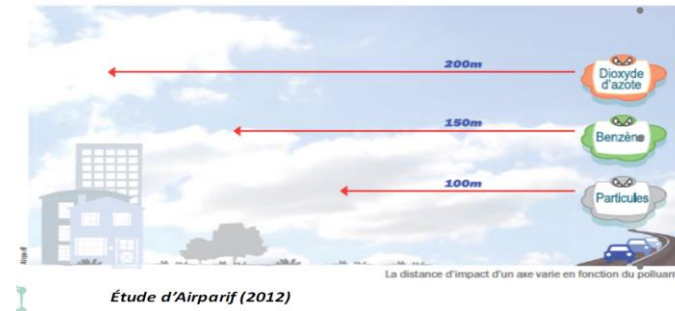 200m
Dioxyde
d'azote
150m
Benzène
100m
Particules
Airparif
La distance d'impact d'un axe varie en fonction du polluant
Étude d'Airparif (2012)